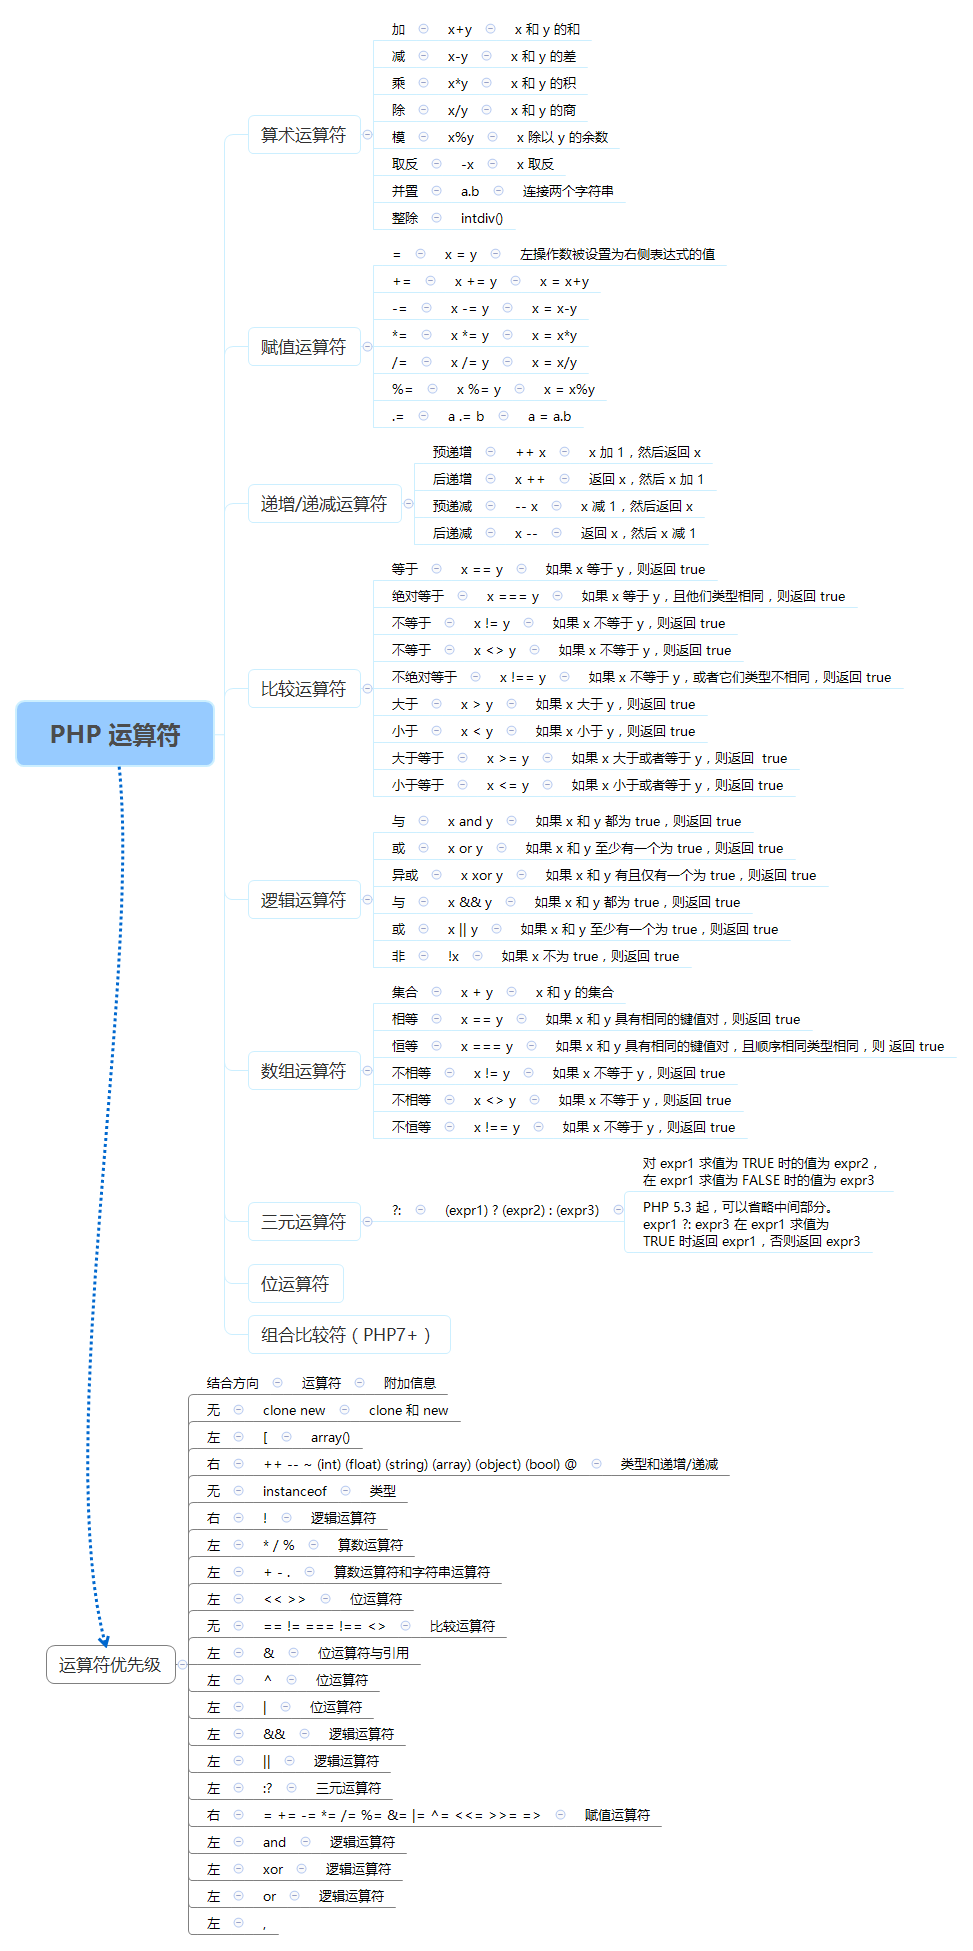 PHP 运算符
算术运算符
加 x+y x 和 y 的和
减 x-y x 和 y 的差
乘 x*y x 和 y 的积
除 x/y x 和 y 的商
模 x%y x 除以 y 的余数
取反 -x x 取反
并置 a.b 连接两个字符串
整除 intdiv()
赋值运算符
= x = y 左操作数被设置为右侧表达式的值
+= x += y x = x+y
-= x -= y x = x-y
*= x *= y x = x*y
/= x /= y x = x/y
%= x %= y x = x%y
.= a .= b a = a.b
递增/递减运算符
预递增 ++ x x 加 1，然后返回 x
后递增 x ++ 返回 x，然后 x 加 1
预递减 -- x x 减 1，然后返回 x
后递减 x -- 返回 x，然后 x 减 1
比较运算符
等于 x == y 如果 x 等于 y，则返回 true
绝对等于 x === y 如果 x 等于 y，且他们类型相同，则返回 true
不等于 x != y 如果 x 不等于 y，则返回 true
不等于 x <> y 如果 x 不等于 y，则返回 true
不绝对等于 x !== y 如果 x 不等于 y，或者它们类型不相同，则返回 true
大于 x > y 如果 x 大于 y，则返回 true
小于 x < y 如果 x 小于 y，则返回 true
大于等于 x >= y 如果 x 大于或者等于 y，则返回 true
小于等于 x <= y 如果 x 小于或者等于 y，则返回 true
逻辑运算符
与 x and y 如果 x 和 y 都为 true，则返回 true
或 x or y 如果 x 和 y 至少有一个为 true，则返回 true
异或 x xor y 如果 x 和 y 有且仅有一个为 true，则返回 true
与 x && y 如果 x 和 y 都为 true，则返回 true
或 x || y 如果 x 和 y 至少有一个为 true，则返回 true
非 !x 如果 x 不为 true，则返回 true
数组运算符
集合 x + y x 和 y 的集合
相等 x == y 如果 x 和 y 具有相同的键值对，则返回 true
恒等 x === y 如果 x 和 y 具有相同的键值对，且顺序相同类型相同，则 返回 true
不相等 x != y 如果 x 不等于 y，则返回 true
不相等 x <> y 如果 x 不等于 y，则返回 true
不恒等 x !== y 如果 x 不等于 y，则返回 true
三元运算符
?: (expr1) ? (expr2) : (expr3)
对 expr1 求值为 TRUE 时的值为 expr2，
在 expr1 求值为 FALSE 时的值为 expr3
PHP 5.3 起，可以省略中间部分。
expr1 ?: expr3 在 expr1 求值为
TRUE 时返回 expr1，否则返回 expr3
位运算符
组合比较符（PHP7+）
运算符优先级
结合方向 运算符 附加信息
无 clone new clone 和 new
左 [ array()
右 ++ -- ~ (int) (float) (string) (array) (object) (bool) @ 类型和递增/递减
无 instanceof 类型
右 ! 逻辑运算符
左 * / % 算数运算符
左 + - . 算数运算符和字符串运算符
左 << >> 位运算符
无 == != === !== <> 比较运算符
左 & 位运算符与引用
左 ^ 位运算符
左 | 位运算符
左 && 逻辑运算符
左 || 逻辑运算符
左 :? 三元运算符
右 = += -= *= /= %= &= |= ^= <<= >>= => 赋值运算符
左 and 逻辑运算符
左 xor 逻辑运算符
左 or 逻辑运算符
左 ,